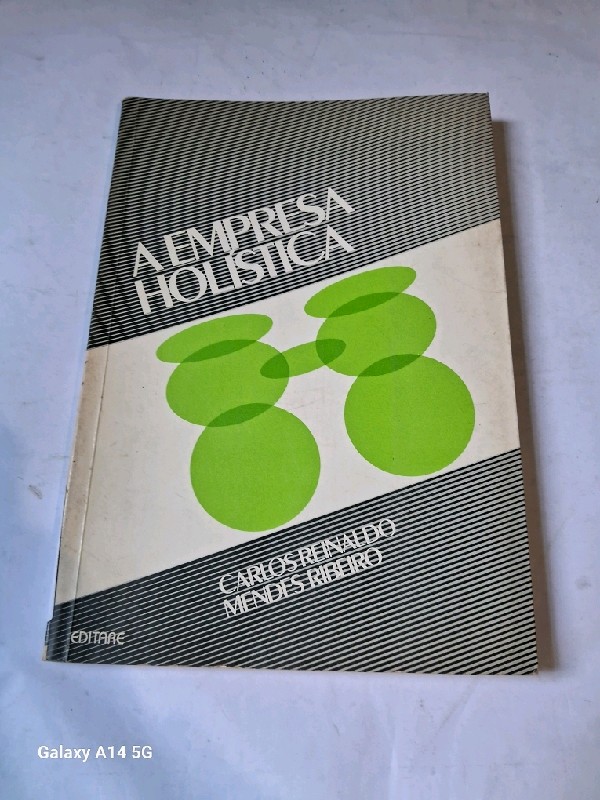 A EMPRESA
HOLÍSTICA
CARLOS REINALDO
MENDES RIBEIRO
EDITARE
Galaxy A14 5G